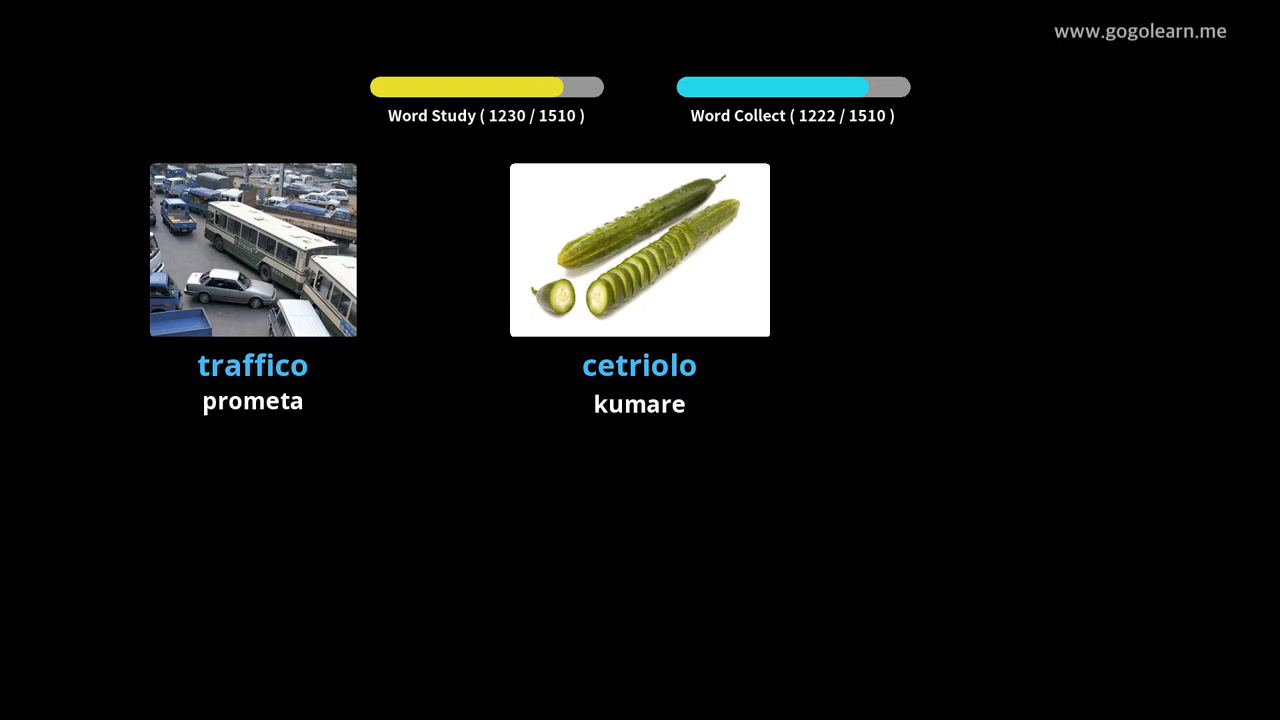 www.gogolearn.me
Word Study ( 1230 / 1510 )
Word Collect ( 1222 / 1510 )
traffico
prometa
cetriolo
kumare